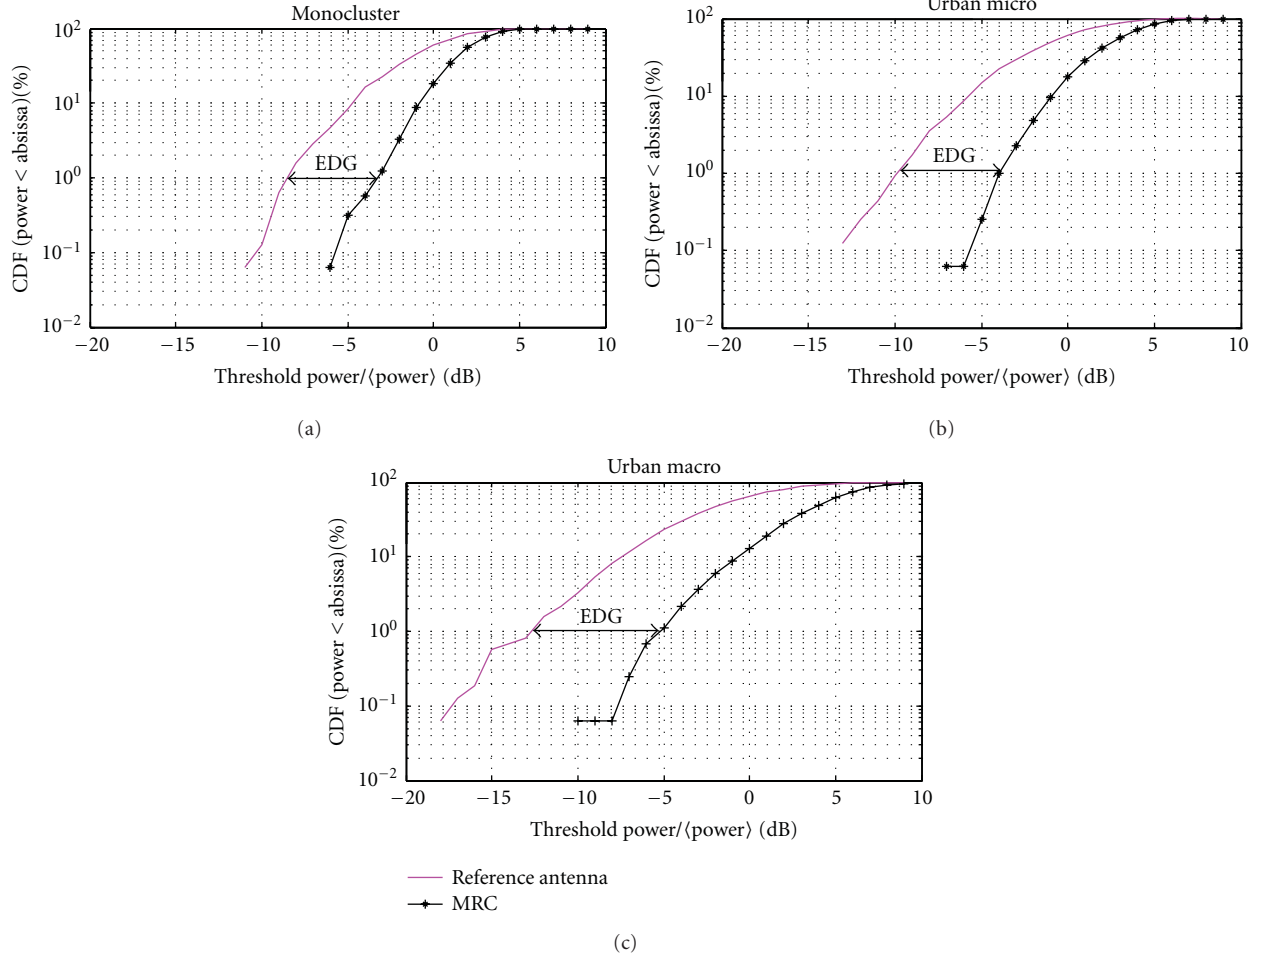 Monocluster
CDF (power < absissa)(%)
10²
10¹
10⁰
10⁻¹
10⁻²
EDG
−20 −15 −10 −5 0 5 10
Threshold power/⟨power⟩ (dB)
(a)
Urban micro
CDF (power < absissa)(%)
10²
10¹
10⁰
10⁻¹
10⁻²
EDG
−20 −15 −10 −5 0 5 10
Threshold power/⟨power⟩ (dB)
(b)
Urban macro
CDF (power < absissa)(%)
10²
10¹
10⁰
10⁻¹
10⁻²
EDG
−20 −15 −10 −5 0 5 10
Threshold power/⟨power⟩ (dB)
Reference antenna
MRC
(c)